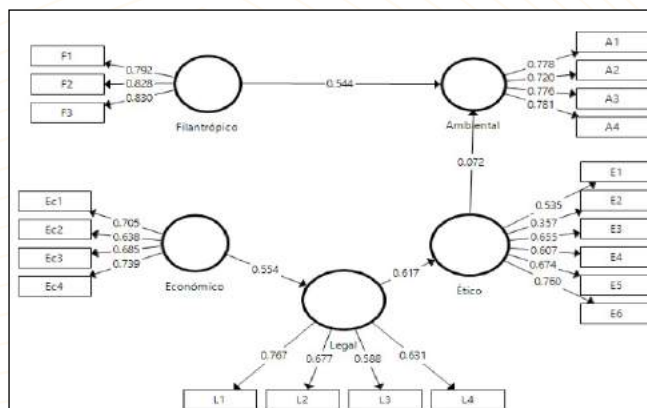 F1
F2
F3
0.792
0.828
0.830
Filantrópico
0.544
Ambiental
0.778
0.720
0.776
0.781
A1
A2
A3
A4
0.072
Ec1
Ec2
Ec3
Ec4
0.705
0.638
0.685
0.739
Económico
0.554
Legal
0.617
Ético
0.535
0.357
0.655
0.607
0.674
0.760
E1
E2
E3
E4
E5
E6
0.767
0.677
0.588
0.631
L1
L2
L3
L4